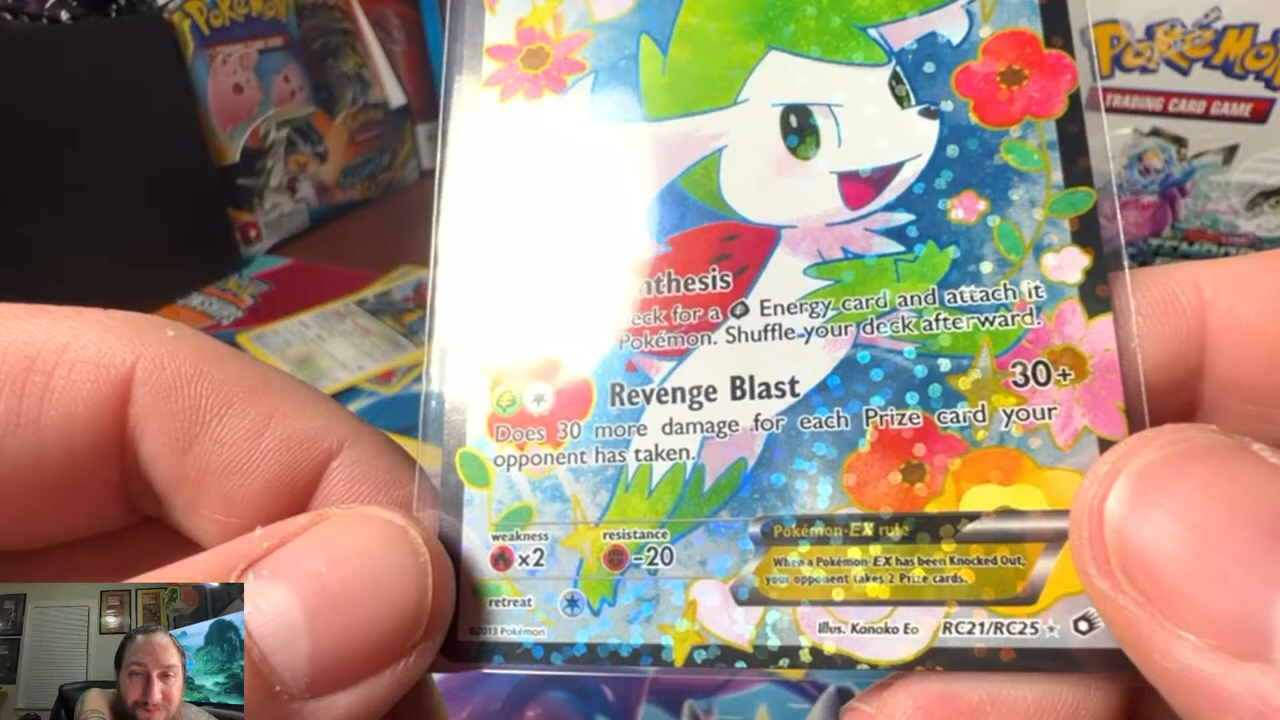 Pokémon
POKÉMON
TRADING CARD GAME
nthesis
eck for a Energy card and attach it
Pokémon. Shuffle your deck afterward.
Revenge Blast 30+
Does 30 more damage for each Prize card your
opponent has taken.
weakness resistance
×2 -20
Pokémon-EX rule
When a Pokémon-EX has been Knocked Out,
your opponent takes 2 Prize cards.
retreat
©2013 Pokémon
Illus. Kanako Eo RC21/RC25